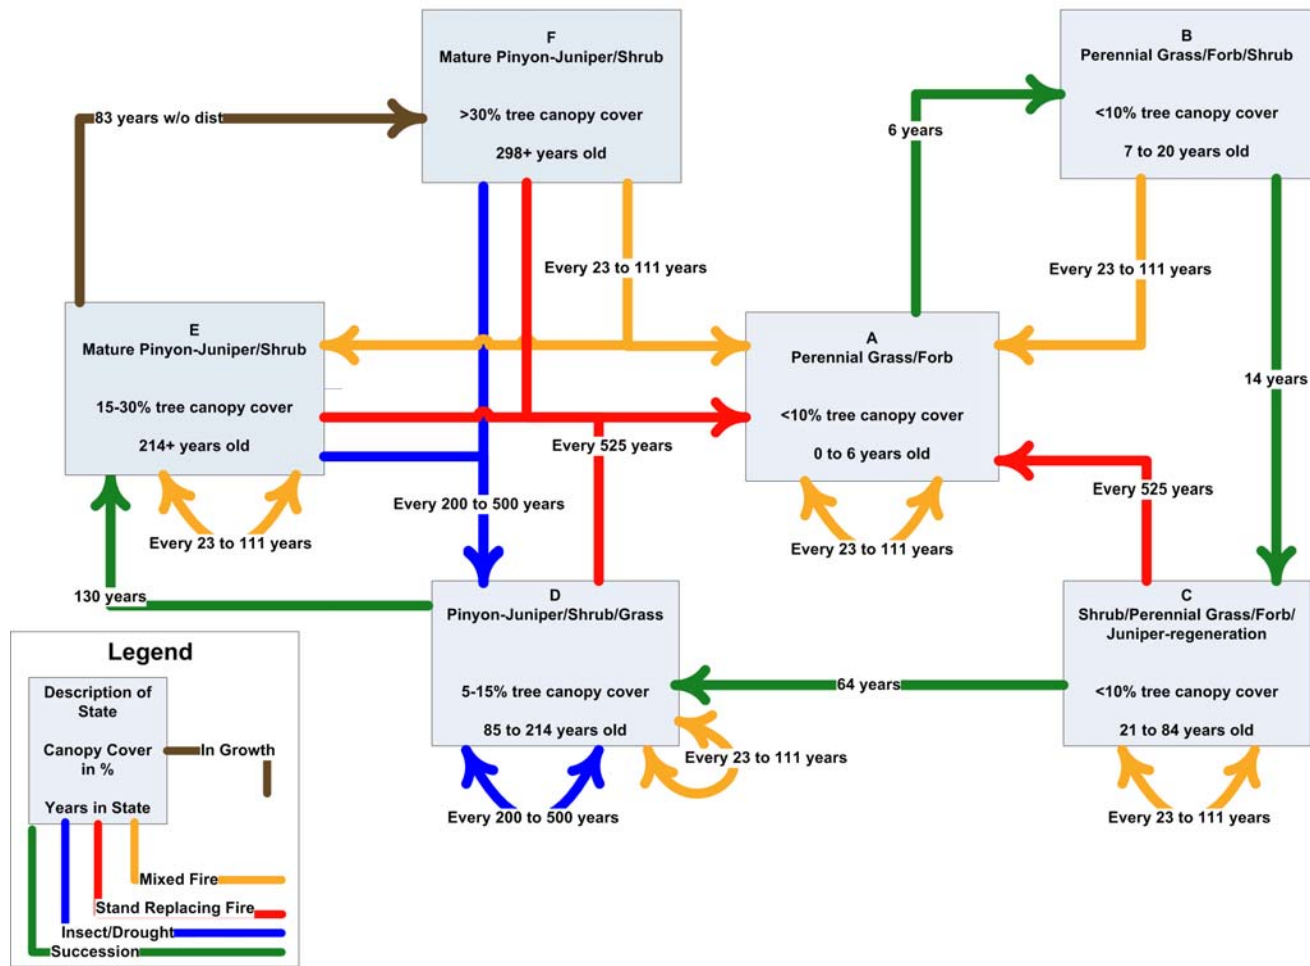 F
Mature Pinyon-Juniper/Shrub
>30% tree canopy cover
298+ years old
B
Perennial Grass/Forb/Shrub
<10% tree canopy cover
7 to 20 years old
83 years w/o dist
6 years
Every 23 to 111 years
Every 23 to 111 years
E
Mature Pinyon-Juniper/Shrub
15-30% tree canopy cover
214+ years old
A
Perennial Grass/Forb
<10% tree canopy cover
0 to 6 years old
14 years
Every 525 years
Every 525 years
Every 200 to 500 years
Every 23 to 111 years
Every 23 to 111 years
130 years
D
Pinyon-Juniper/Shrub/Grass
5-15% tree canopy cover
85 to 214 years old
64 years
C
Shrub/Perennial Grass/Forb/
Juniper-regeneration
<10% tree canopy cover
21 to 84 years old
Every 23 to 111 years
Every 200 to 500 years
Every 23 to 111 years
Legend
Description of
State
Canopy Cover
in %
Years in State
In Growth
Mixed Fire
Stand Replacing Fire
Insect/Drought
Succession